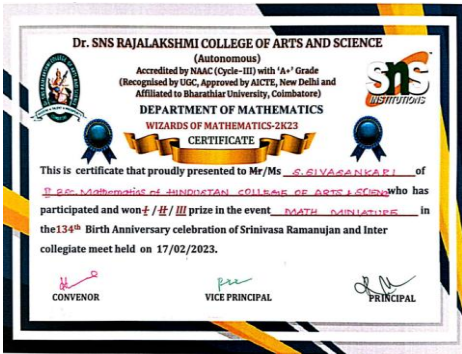 Dr. SNS RAJALAKSHMI COLLEGE OF ARTS AND SCIENCE
(Autonomous)
Accredited by NAAC (Cycle-III) with 'A+' Grade
(Recognised by UGC, Approved by AICTE, New Delhi and
Affiliated to Bharathiar University, Coimbatore)
DEPARTMENT OF MATHEMATICS
WIZARDS OF MATHEMATICS-2K23
CERTIFICATE
sns
INSTITUTIONS
This is certificate that proudly presented to Mr/Ms S.SIVASANKARI of
BSc. Mathematics of HINDUSTAN COLLEGE OF ARTS & SCIENC who has
participated and won I / II / III prize in the event MATH MINIATURE in
the 134th Birth Anniversary celebration of Srinivasa Ramanujan and Inter
collegiate meet held on 17/02/2023.
CONVENOR
VICE PRINCIPAL
PRINCIPAL